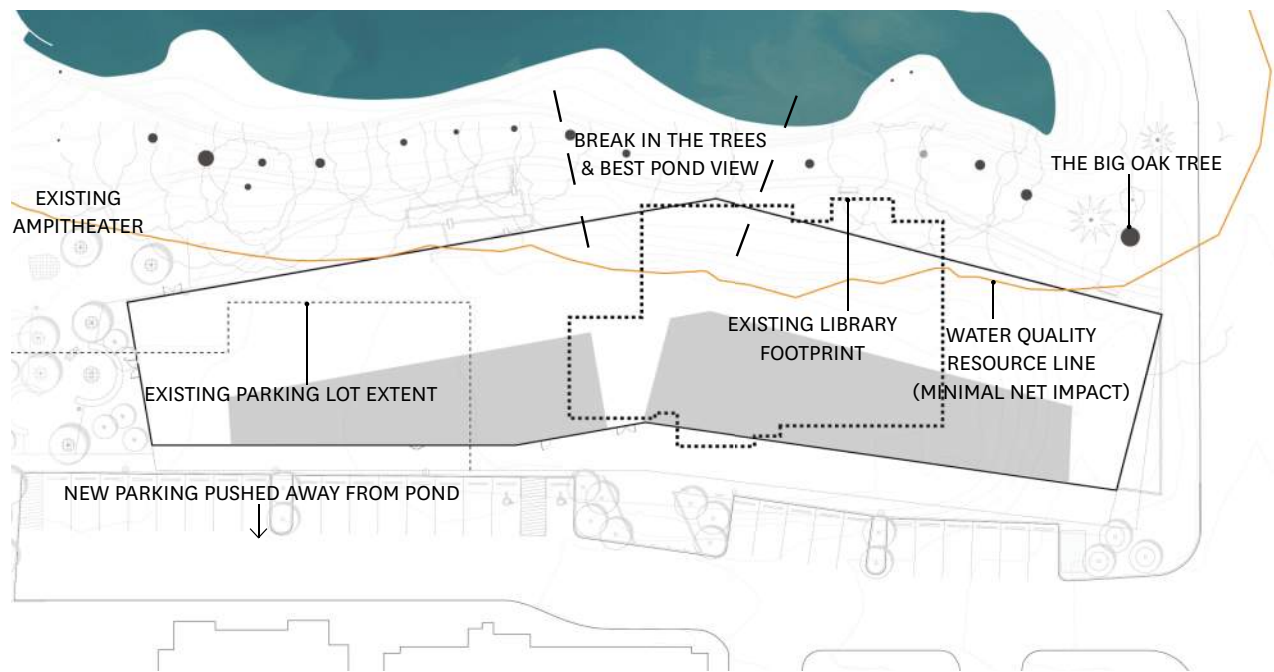 BREAK IN THE TREES
& BEST POND VIEW
THE BIG OAK TREE
EXISTING
AMPITHEATER
EXISTING LIBRARY
FOOTPRINT
WATER QUALITY
RESOURCE LINE
(MINIMAL NET IMPACT)
EXISTING PARKING LOT EXTENT
NEW PARKING PUSHED AWAY FROM POND